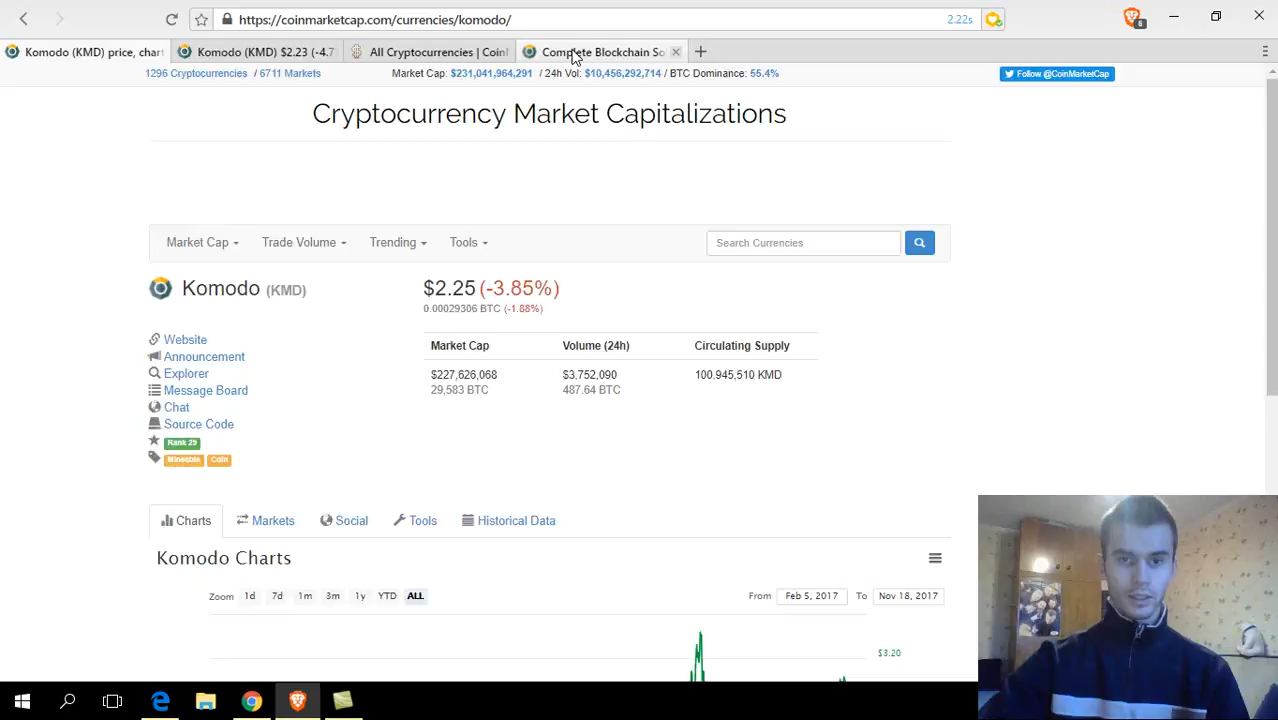 https://coinmarketcap.com/currencies/komodo/ 2.22s 6
Komodo (KMD) price, chart Komodo (KMD) $2.23 (-4.7 All Cryptocurrencies | CoinI Complete Blockchain So
1296 Cryptocurrencies / 6711 Markets Market Cap: $231,041,964,291 / 24h Vol: $10,456,292,714 / BTC Dominance: 55.4% Follow @CoinMarketCap
Cryptocurrency Market Capitalizations
Market Cap Trade Volume Trending Tools Search Currencies
Komodo (KMD) $2.25 (-3.85%)
0.00029306 BTC (-1.88%)
Website
Announcement
Explorer
Message Board
Chat
Source Code
Rank 29
Mineable Coin
Market Cap Volume (24h) Circulating Supply
$227,626,068 $3,752,090 100,945,510 KMD
29,583 BTC 487.64 BTC
Charts Markets Social Tools Historical Data
Komodo Charts
Zoom 1d 7d 1m 3m 1y YTD ALL From Feb 5, 2017 To Nov 18, 2017
$3.20